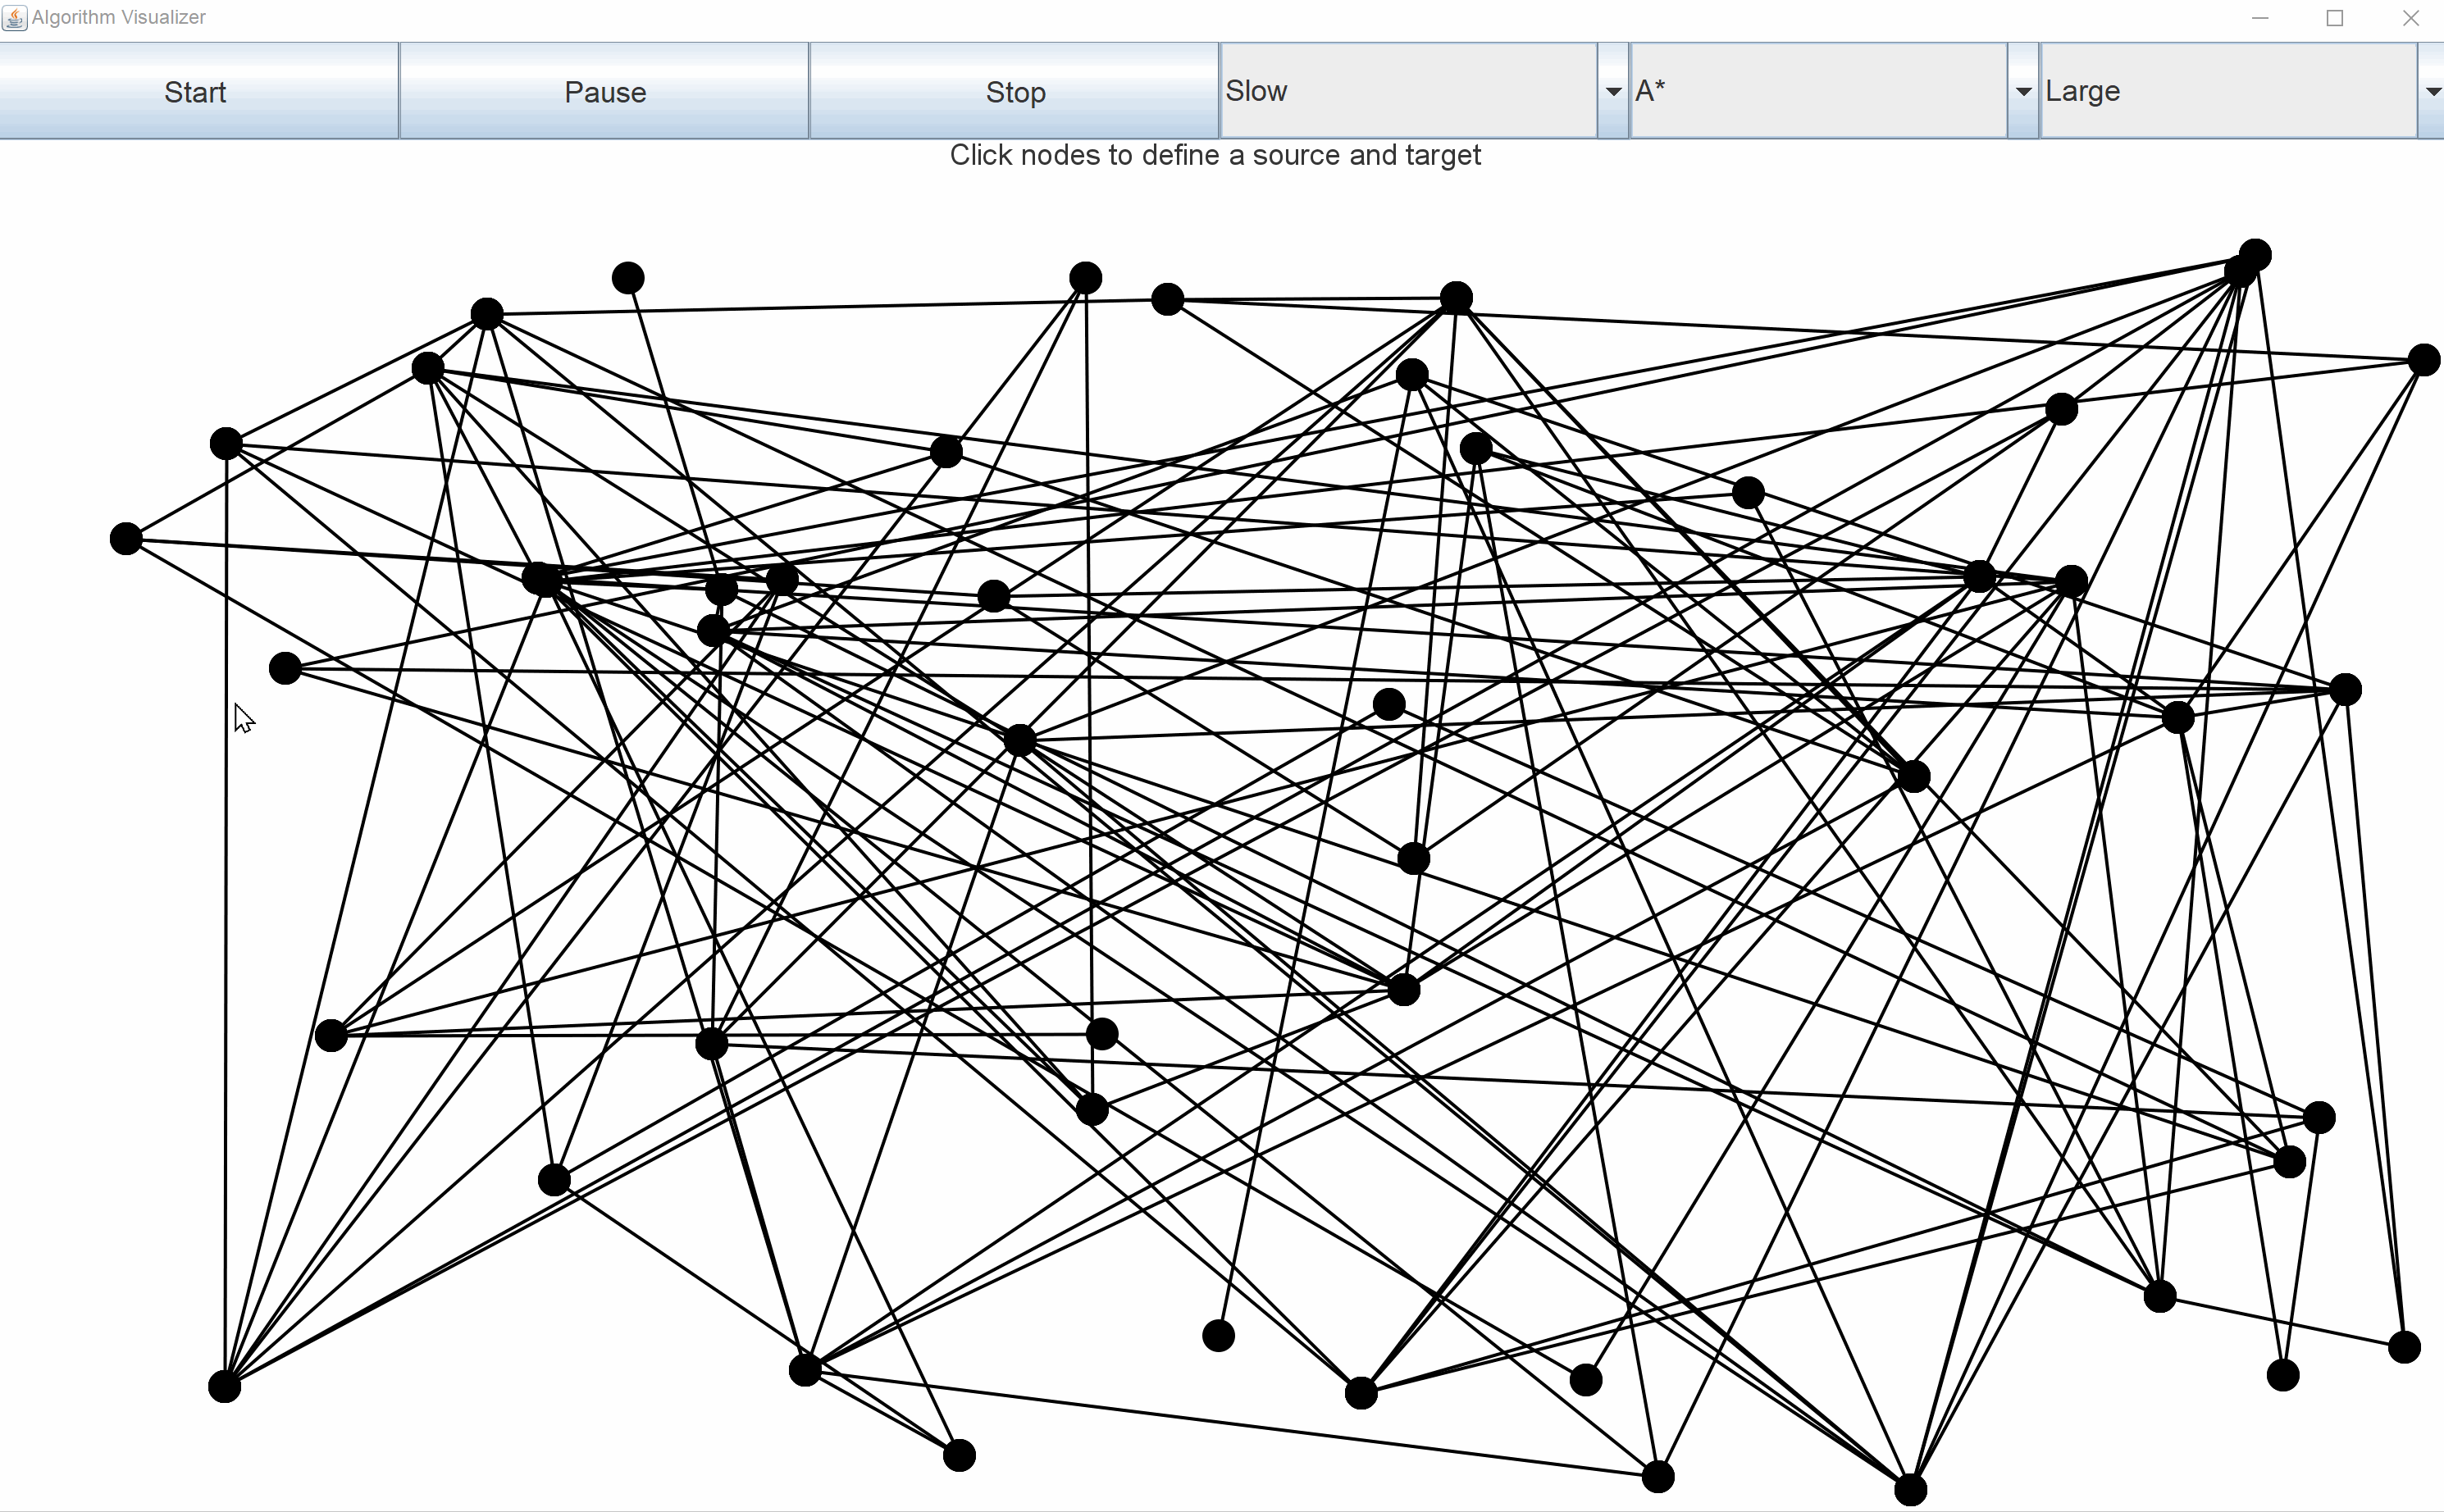 Algorithm Visualizer
Start Pause Stop Slow A* Large
Click nodes to define a source and target